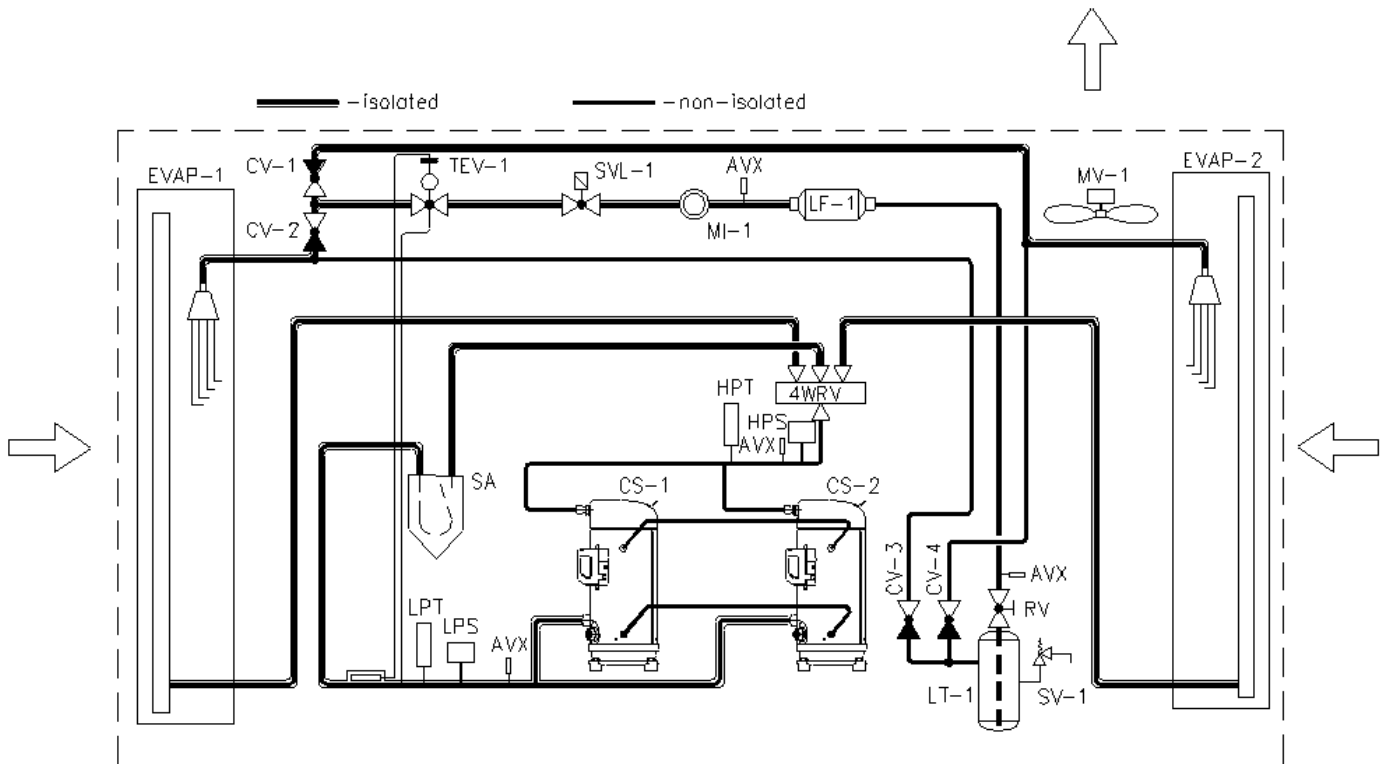 -isolated
-non-isolated
EVAP-1
CV-1
TEV-1
SVL-1
AVX
MV-1
EVAP-2
LF-1
CV-2
MI-1
4WRV
HPT
HPS
AVX
SA
CS-1
CS-2
CV-3
CV-4
AVX
RV
LPT
LPS
AVX
LT-1
SV-1